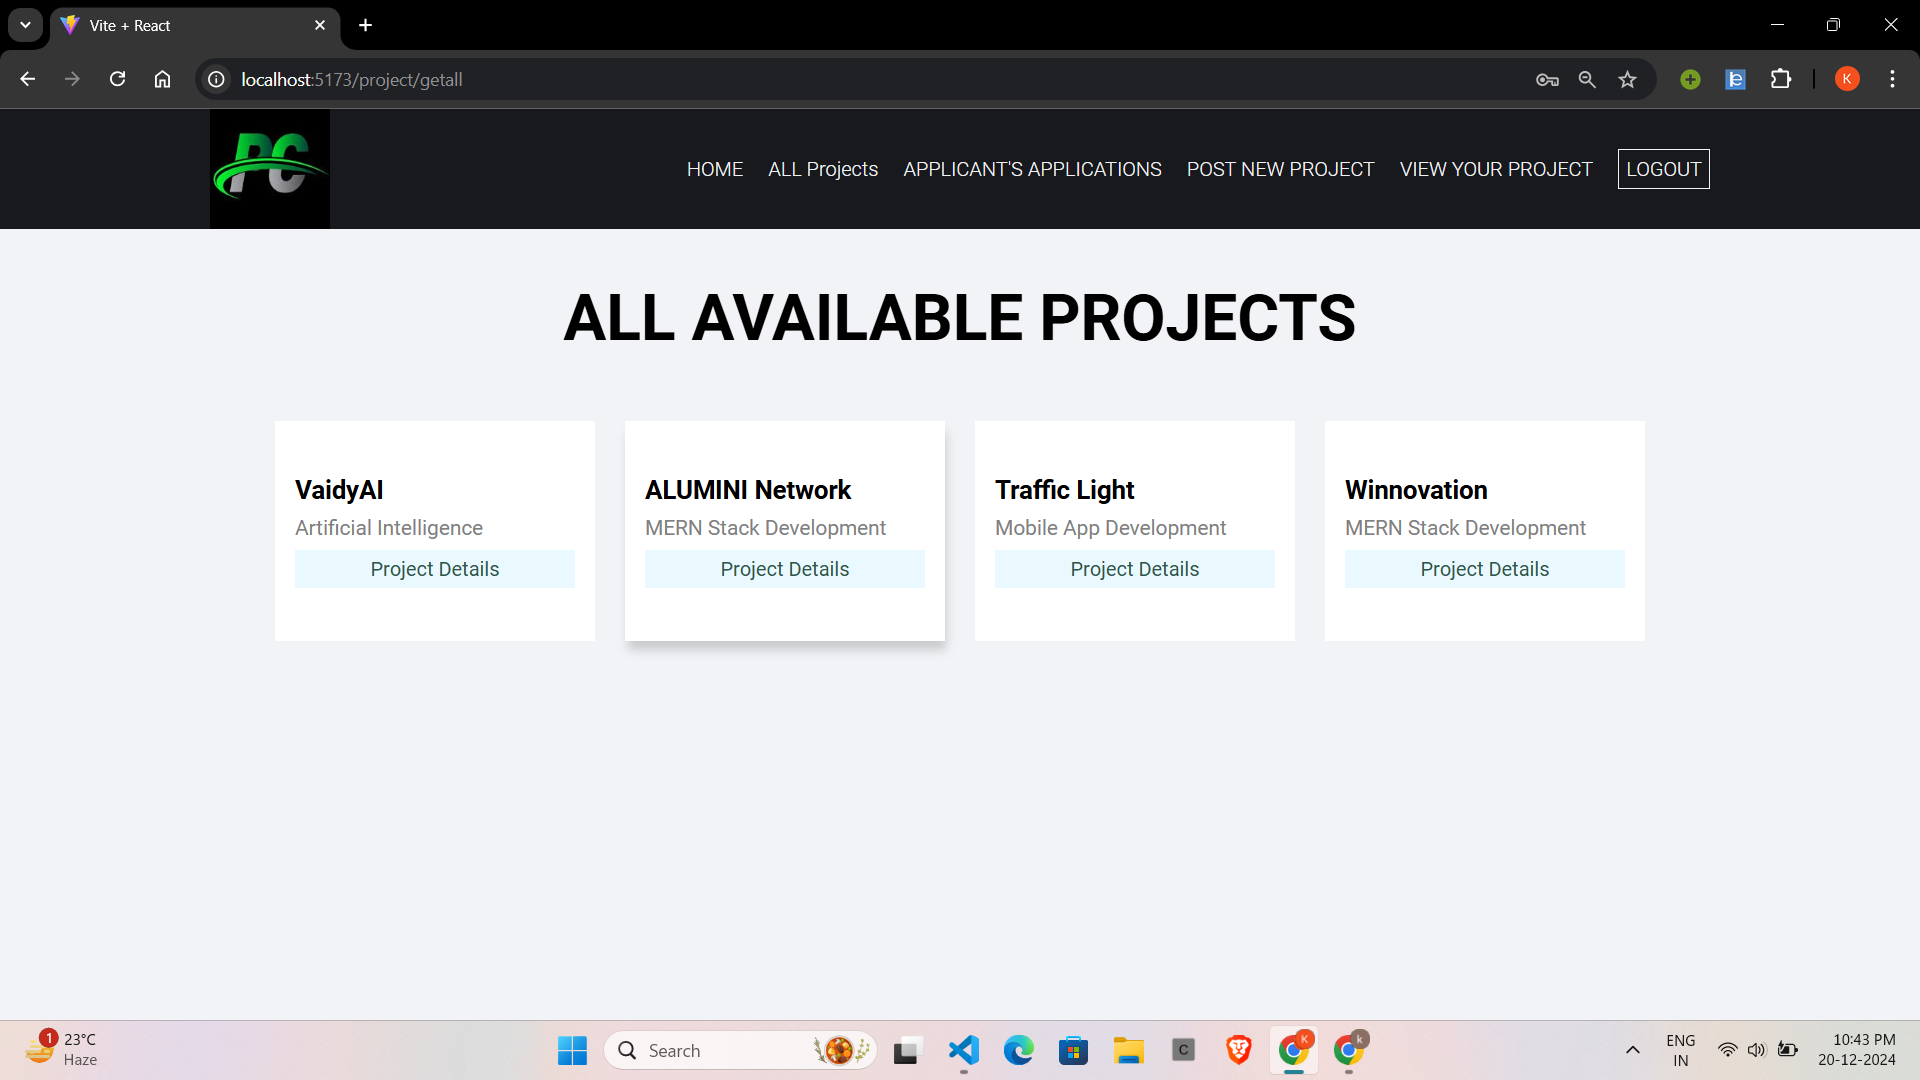 Vite + React
localhost:5173/project/getall
K
PC
HOME ALL Projects APPLICANT'S APPLICATIONS POST NEW PROJECT VIEW YOUR PROJECT LOGOUT
ALL AVAILABLE PROJECTS
VaidyAI
Artificial Intelligence
Project Details
ALUMINI Network
MERN Stack Development
Project Details
Traffic Light
Mobile App Development
Project Details
Winnovation
MERN Stack Development
Project Details
1
23°C
Haze
Search
C
K
k
ENG
IN
10:43 PM
20-12-2024